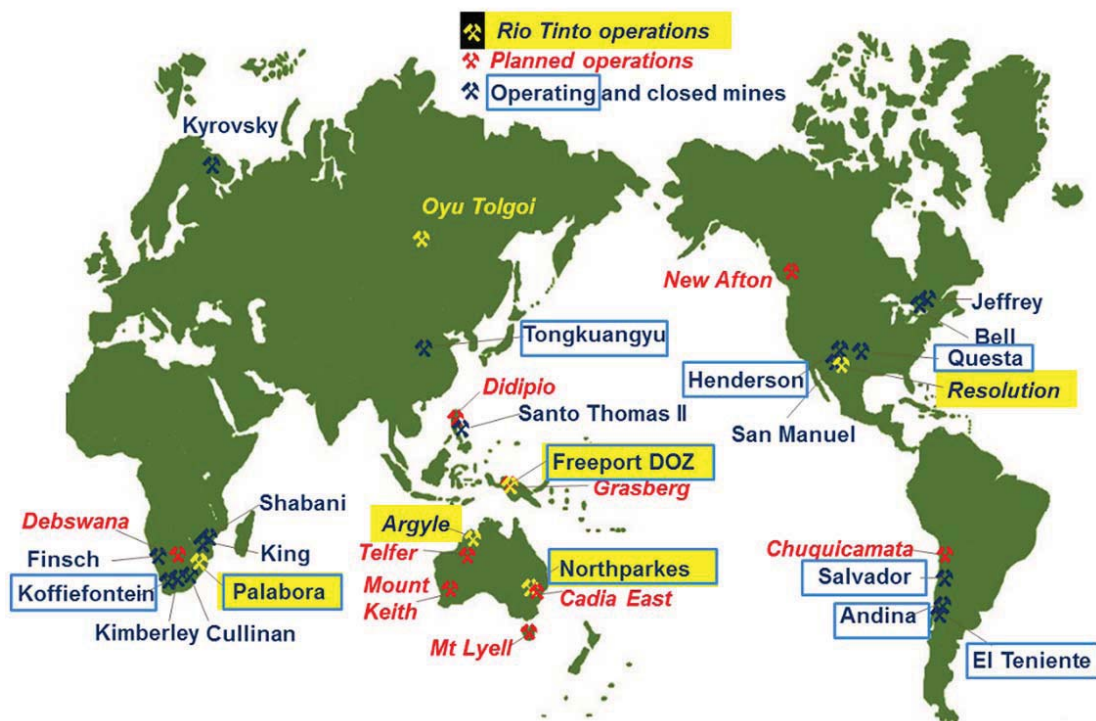 Rio Tinto operations
Planned operations
Operating and closed mines
Kyrovsky
Oyu Tolgoi
New Afton
Jeffrey
Bell
Tongkuangyu
Questa
Henderson
Resolution
Didipio
Santo Thomas II
San Manuel
Freeport DOZ
Grasberg
Shabani
Debswana
Argyle
King
Finsch
Telfer
Chuquicamata
Northparkes
Salvador
Koffiefontein
Palabora
Mount
Keith
Cadia East
Andina
Kimberley
Cullinan
Mt Lyell
El Teniente